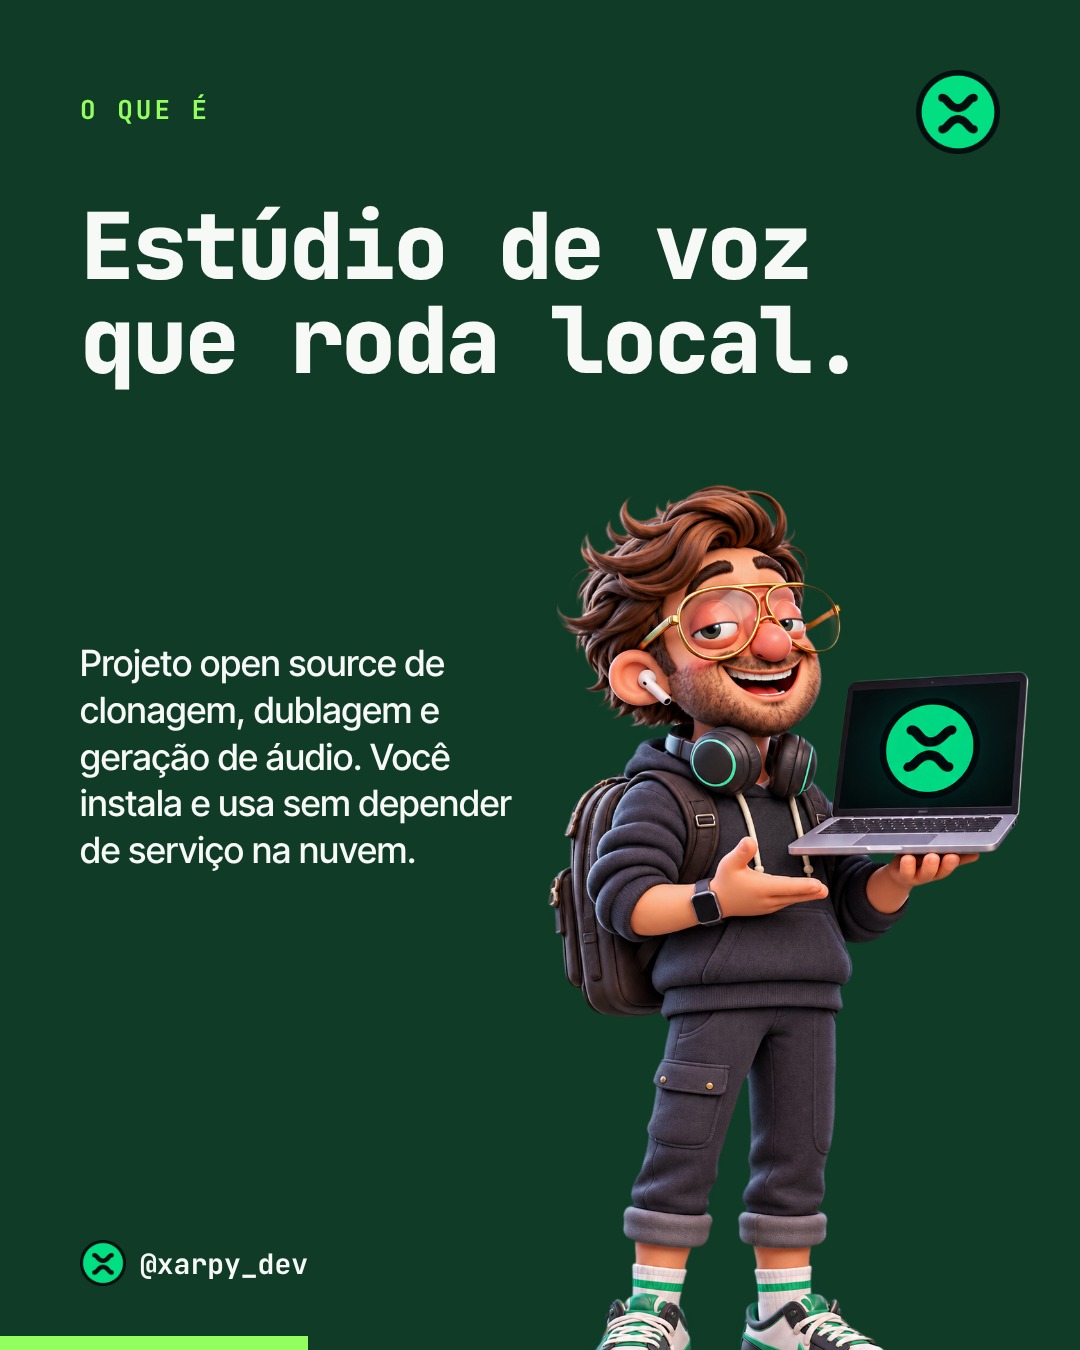 O QUE É
Estúdio de voz
que roda local.
Projeto open source de
clonagem, dublagem e
geração de áudio. Você
instala e usa sem depender
de serviço na nuvem.
@xarpy_dev